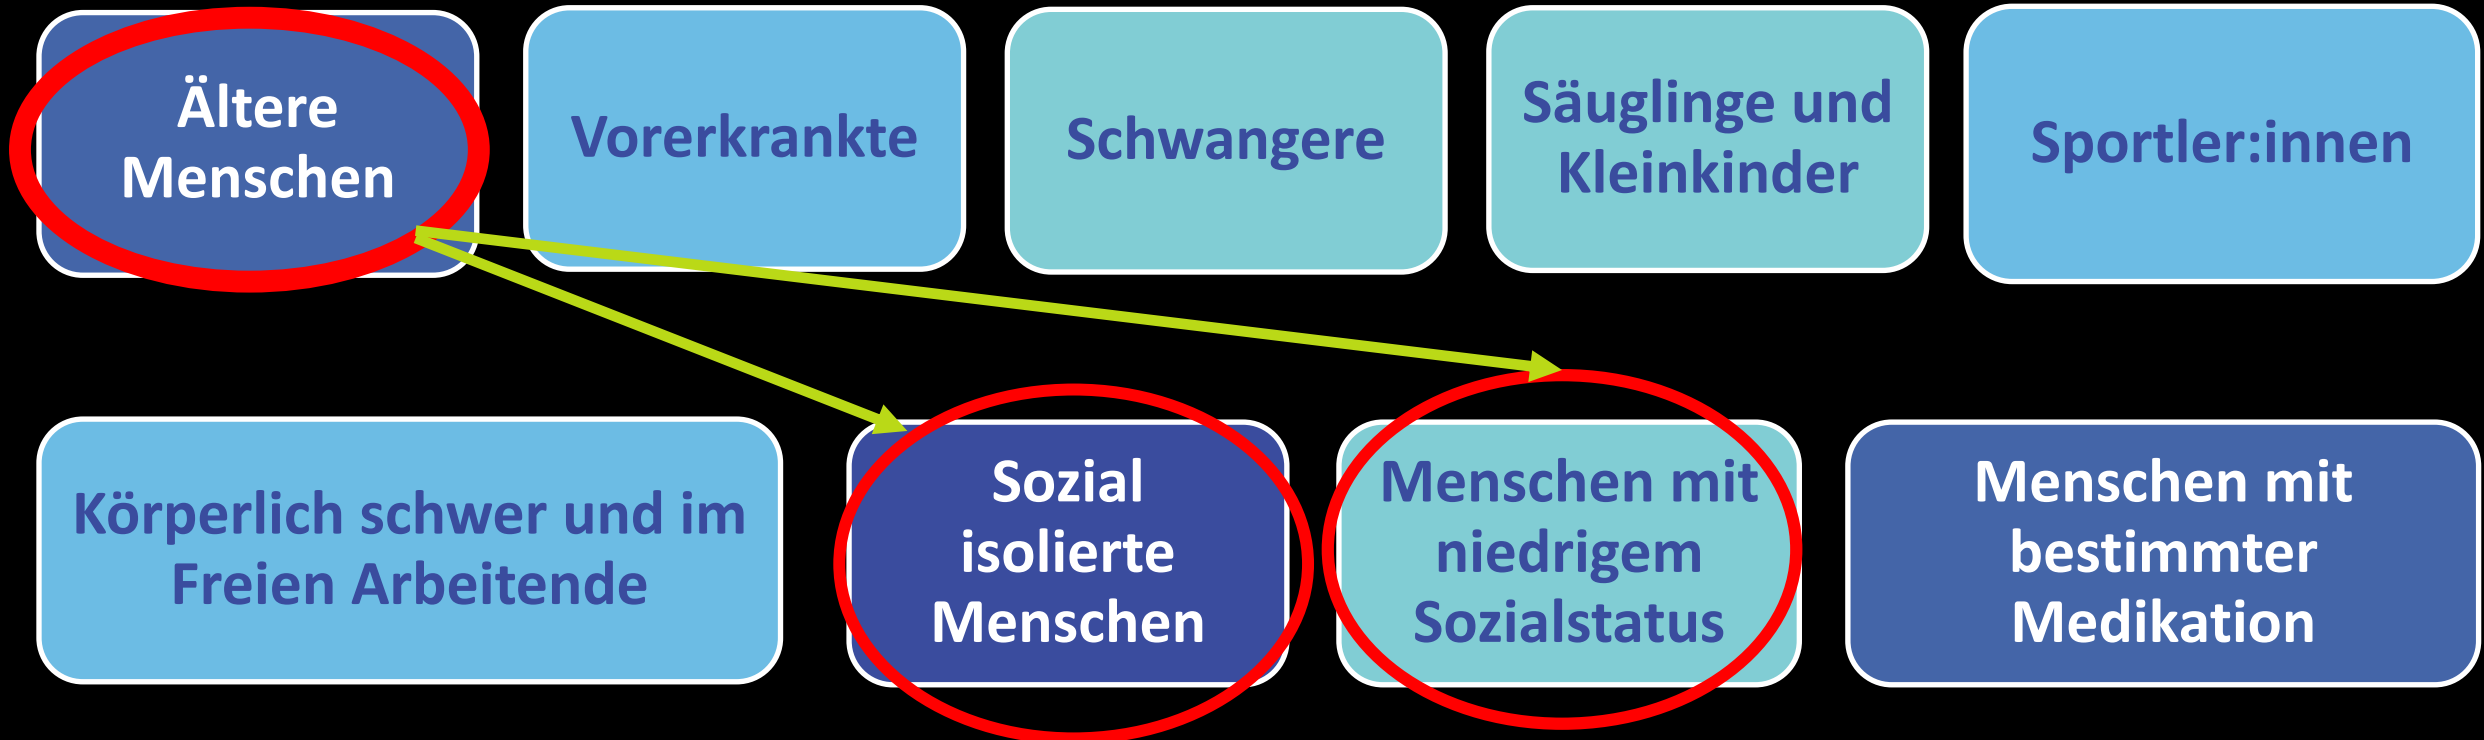 Ältere
Menschen
Vorerkrankte
Schwangere
Säuglinge und
Kleinkinder
Sportler:innen
Körperlich schwer und im
Freien Arbeitende
Sozial
isolierte
Menschen
Menschen mit
niedrigem
Sozialstatus
Menschen mit
bestimmter
Medikation